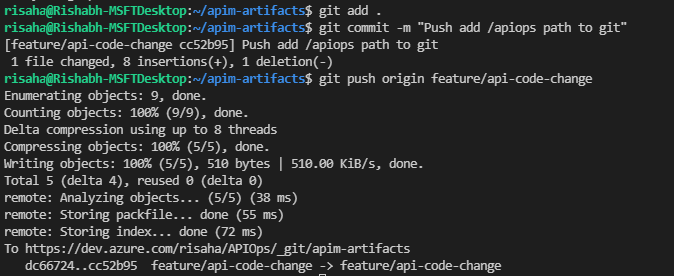 risaha@Rishabh-MSFTDesktop:~/apim-artifacts$ git add .
risaha@Rishabh-MSFTDesktop:~/apim-artifacts$ git commit -m "Push add /apiops path to git"
[feature/api-code-change cc52b95] Push add /apiops path to git
 1 file changed, 8 insertions(+), 1 deletion(-)
risaha@Rishabh-MSFTDesktop:~/apim-artifacts$ git push origin feature/api-code-change
Enumerating objects: 9, done.
Counting objects: 100% (9/9), done.
Delta compression using up to 8 threads
Compressing objects: 100% (5/5), done.
Writing objects: 100% (5/5), 510 bytes | 510.00 KiB/s, done.
Total 5 (delta 4), reused 0 (delta 0)
remote: Analyzing objects... (5/5) (38 ms)
remote: Storing packfile... done (55 ms)
remote: Storing index... done (72 ms)
To https://dev.azure.com/risaha/APIOps/_git/apim-artifacts
   dc66724..cc52b95  feature/api-code-change -> feature/api-code-change